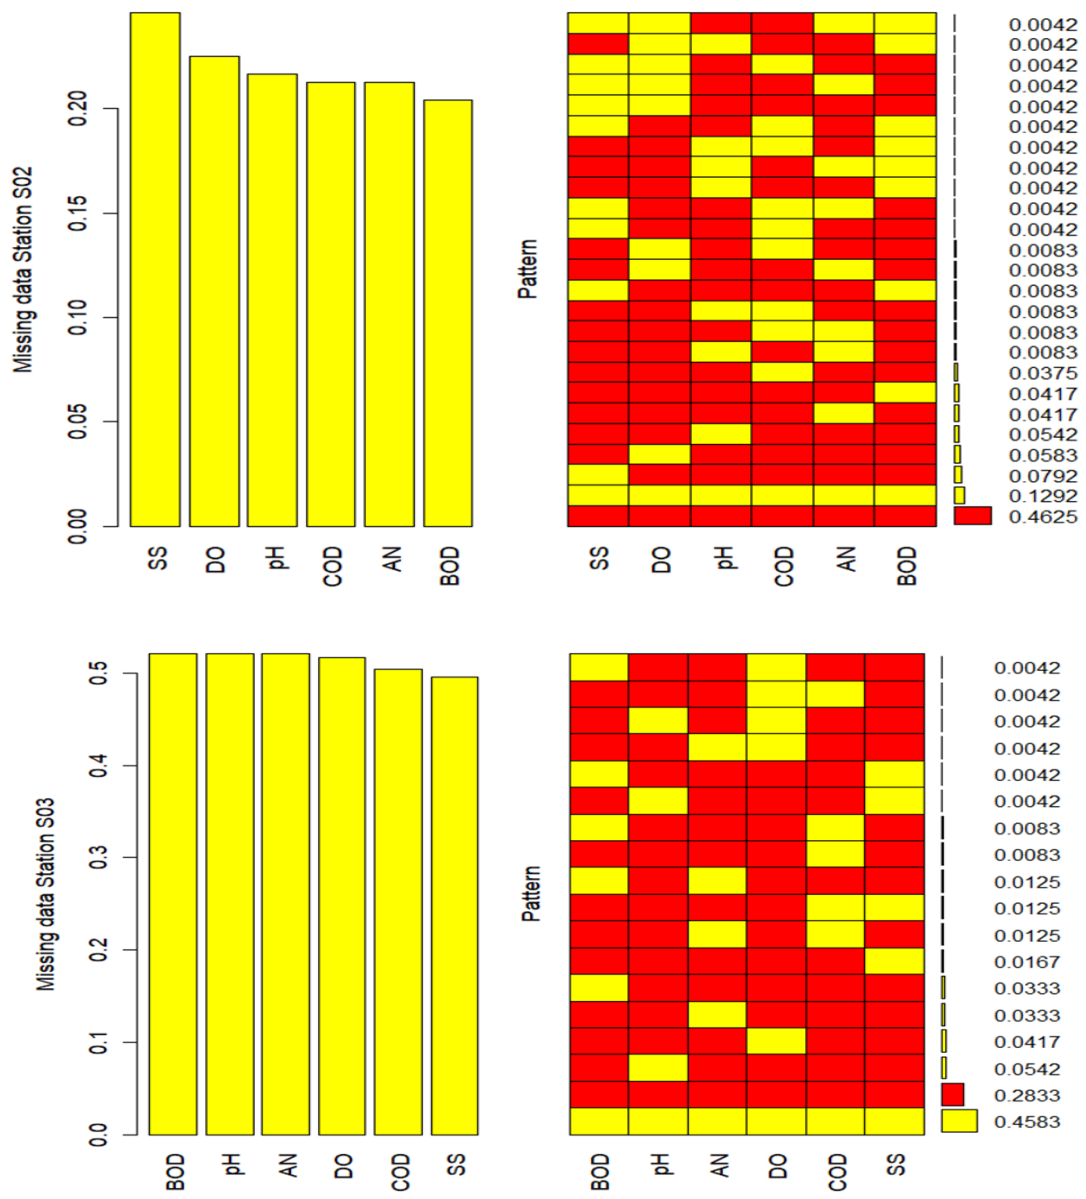 Missing data Station S02
0.00
0.05
0.10
0.15
0.20
SS
DO
pH
COD
AN
BOD
Pattern
SS
DO
pH
COD
AN
BOD
0.0042
0.0042
0.0042
0.0042
0.0042
0.0042
0.0042
0.0042
0.0042
0.0042
0.0042
0.0083
0.0083
0.0083
0.0083
0.0083
0.0083
0.0375
0.0417
0.0417
0.0542
0.0583
0.0792
0.1292
0.4625
Missing data Station S03
0.0
0.1
0.2
0.3
0.4
0.5
BOD
pH
AN
DO
COD
SS
Pattern
BOD
pH
AN
DO
COD
SS
0.0042
0.0042
0.0042
0.0042
0.0042
0.0042
0.0083
0.0083
0.0125
0.0125
0.0125
0.0167
0.0333
0.0333
0.0417
0.0542
0.2833
0.4583